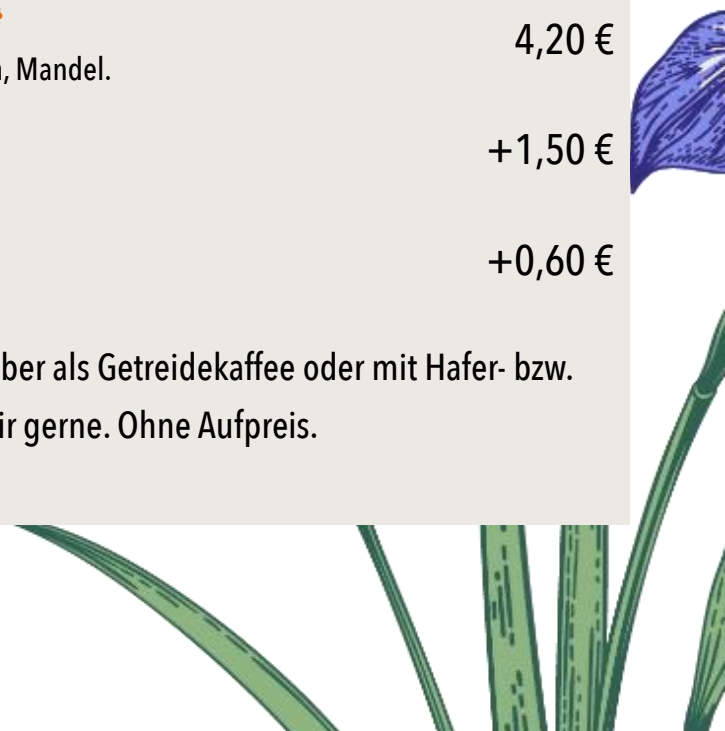 4,20 €
, Mandel.
+1,50 €
+0,60 €
ber als Getreidekaffee oder mit Hafer- bzw.
ir gerne. Ohne Aufpreis.